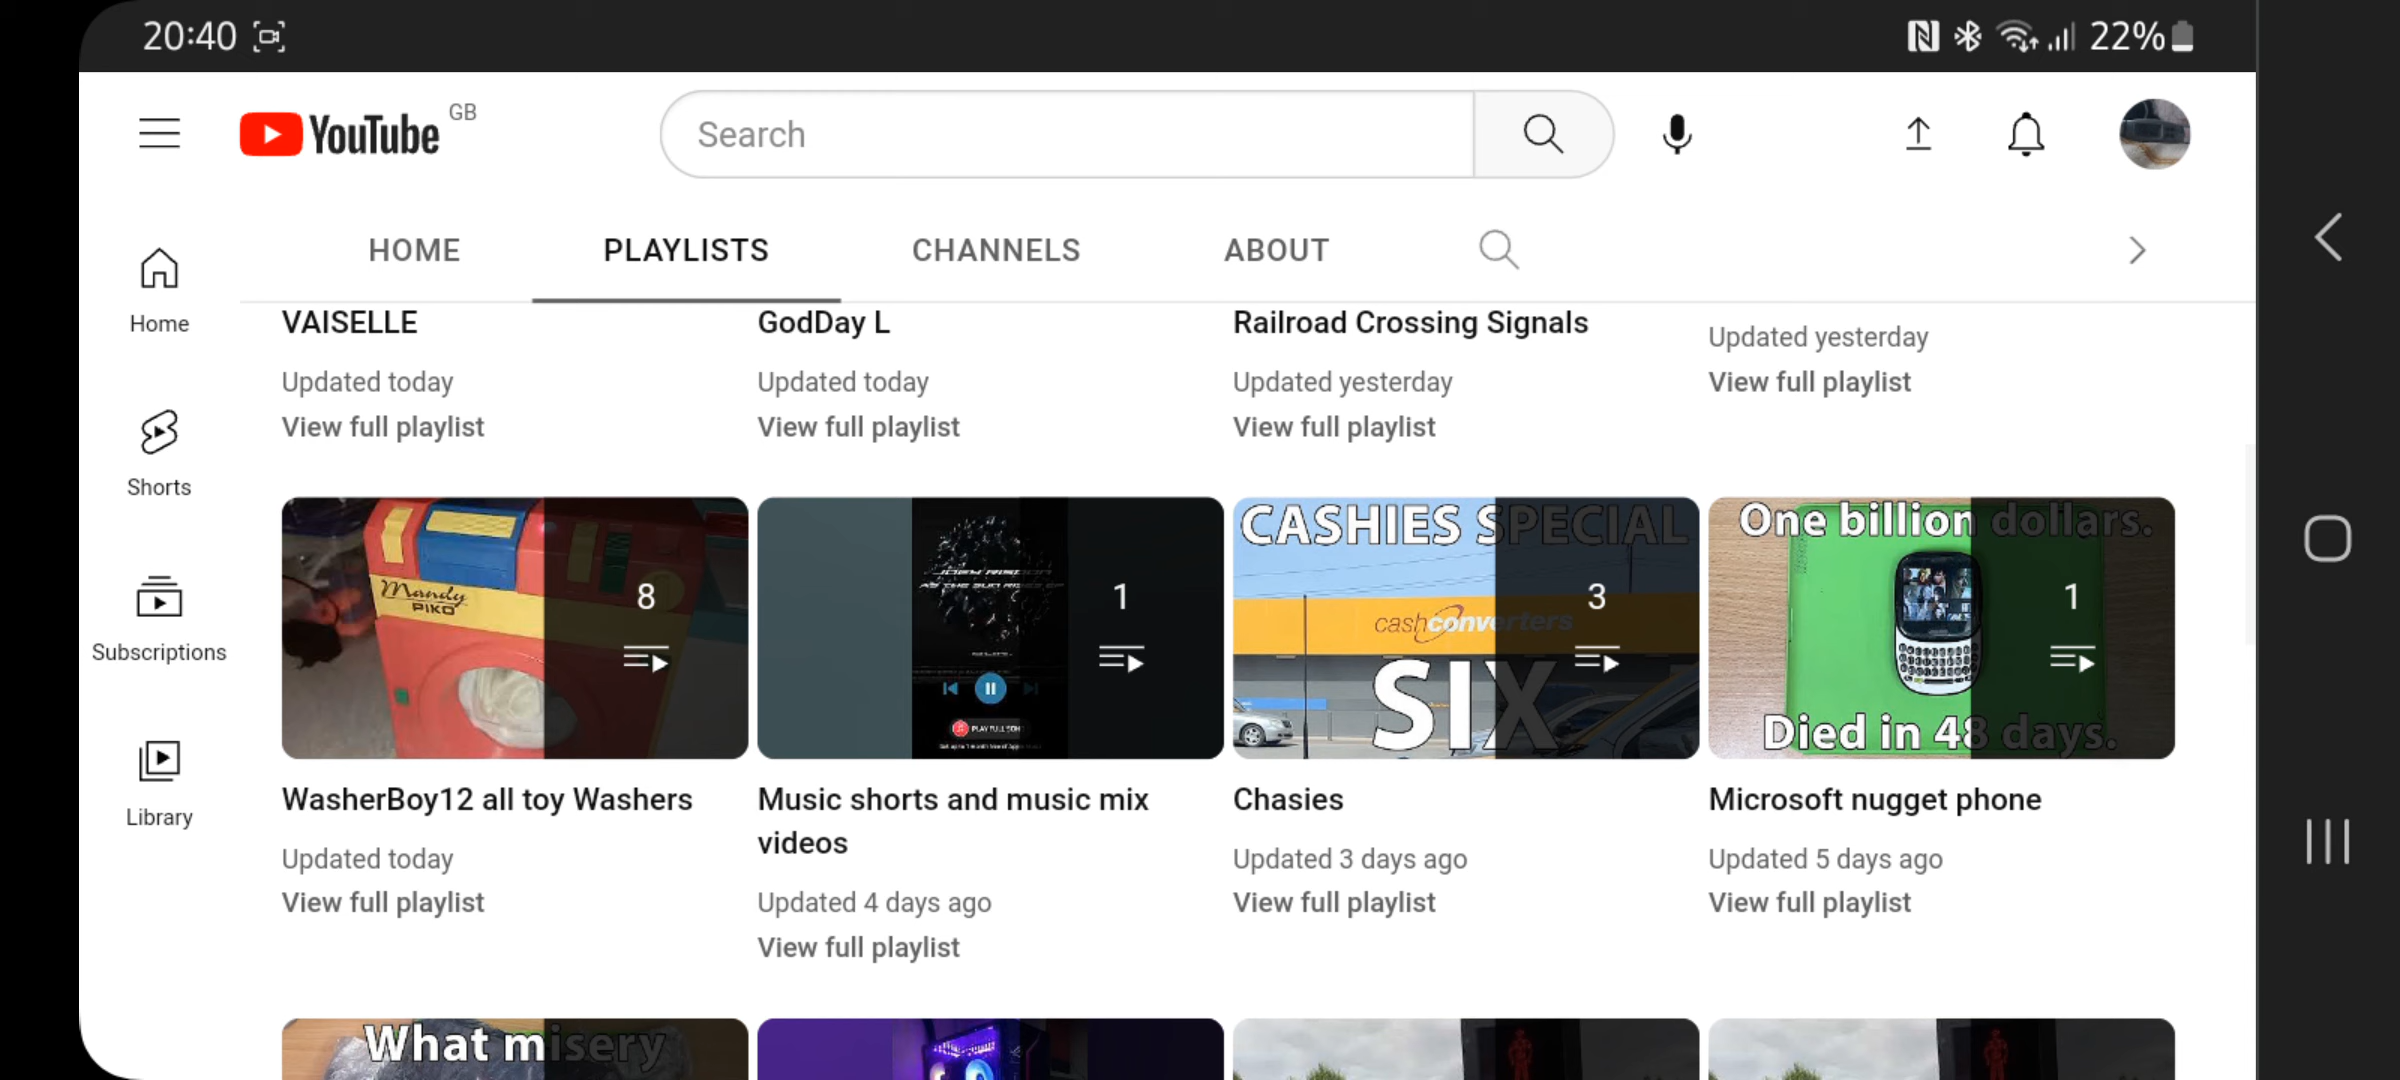 20:40
22%
YouTube GB
Search
HOME PLAYLISTS CHANNELS ABOUT
Home
Shorts
Subscriptions
Library
VAISELLE
Updated today
View full playlist
GodDay L
Updated today
View full playlist
Railroad Crossing Signals
Updated yesterday
View full playlist
Updated yesterday
View full playlist
Mandy
PIKO
8
1
PLAY FULL SONG
CASHIES SPECIAL
cashconverters
SIX
3
One billion dollars.
Died in 48 days.
1
WasherBoy12 all toy Washers
Updated today
View full playlist
Music shorts and music mix
videos
Updated 4 days ago
View full playlist
Chasies
Updated 3 days ago
View full playlist
Microsoft nugget phone
Updated 5 days ago
View full playlist
What misery